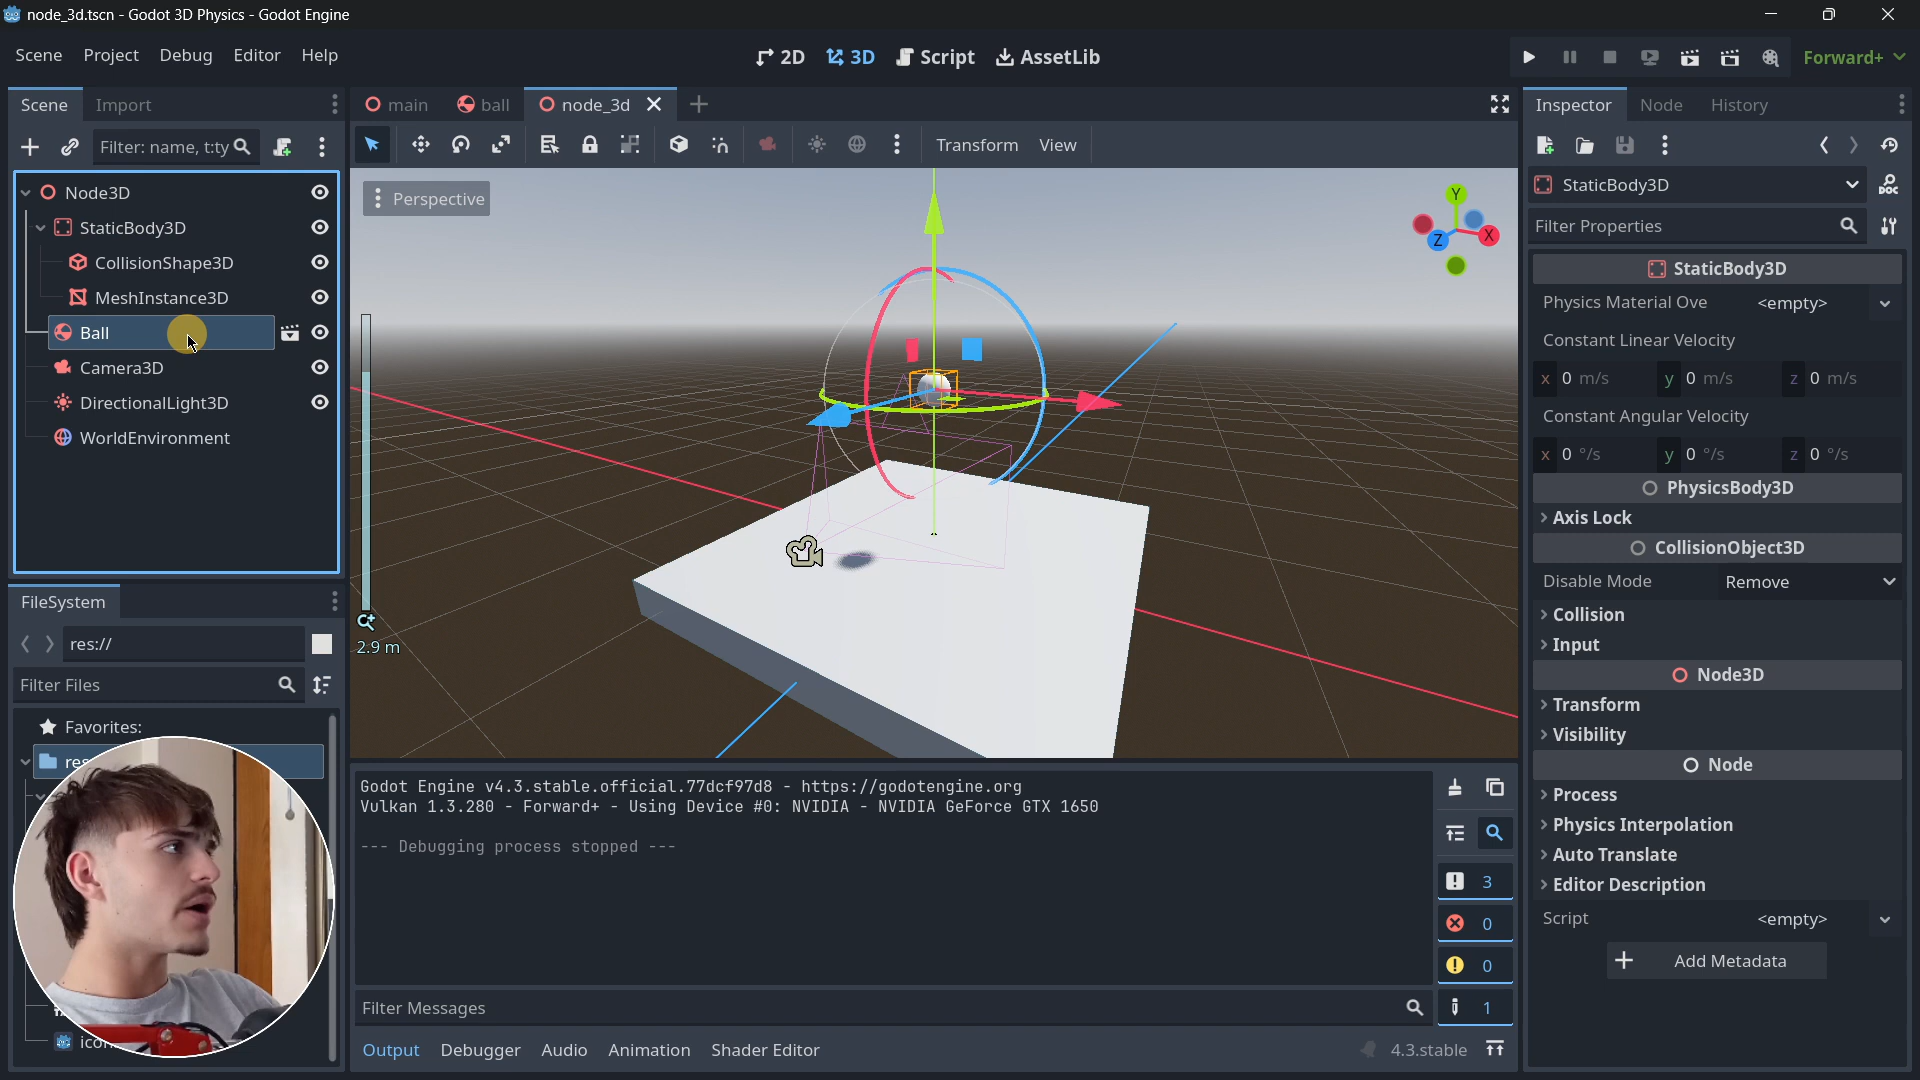 node_3d.tscn - Godot 3D Physics - Godot Engine
Scene Project Debug Editor Help
2D 3D Script AssetLib
Forward+
Scene Import
main ball node_3d
Inspector Node History
Filter: name, t:ty
Transform View
StaticBody3D
Filter Properties
Node3D
StaticBody3D
CollisionShape3D
MeshInstance3D
Ball
Camera3D
DirectionalLight3D
WorldEnvironment
Perspective
Y
X
Z
2.9 m
StaticBody3D
Physics Material Ove <empty>
Constant Linear Velocity
x 0 m/s y 0 m/s z 0 m/s
Constant Angular Velocity
x 0 °/s y 0 °/s z 0 °/s
PhysicsBody3D
Axis Lock
CollisionObject3D
Disable Mode Remove
Collision
Input
Node3D
Transform
Visibility
Node
Process
Physics Interpolation
Auto Translate
Editor Description
Script <empty>
Add Metadata
FileSystem
res://
Filter Files
Favorites:
Godot Engine v4.3.stable.official.77dcf97d8 - https://godotengine.org
Vulkan 1.3.280 - Forward+ - Using Device #0: NVIDIA - NVIDIA GeForce GTX 1650
--- Debugging process stopped ---
3
0
0
1
Filter Messages
Output Debugger Audio Animation Shader Editor
4.3.stable